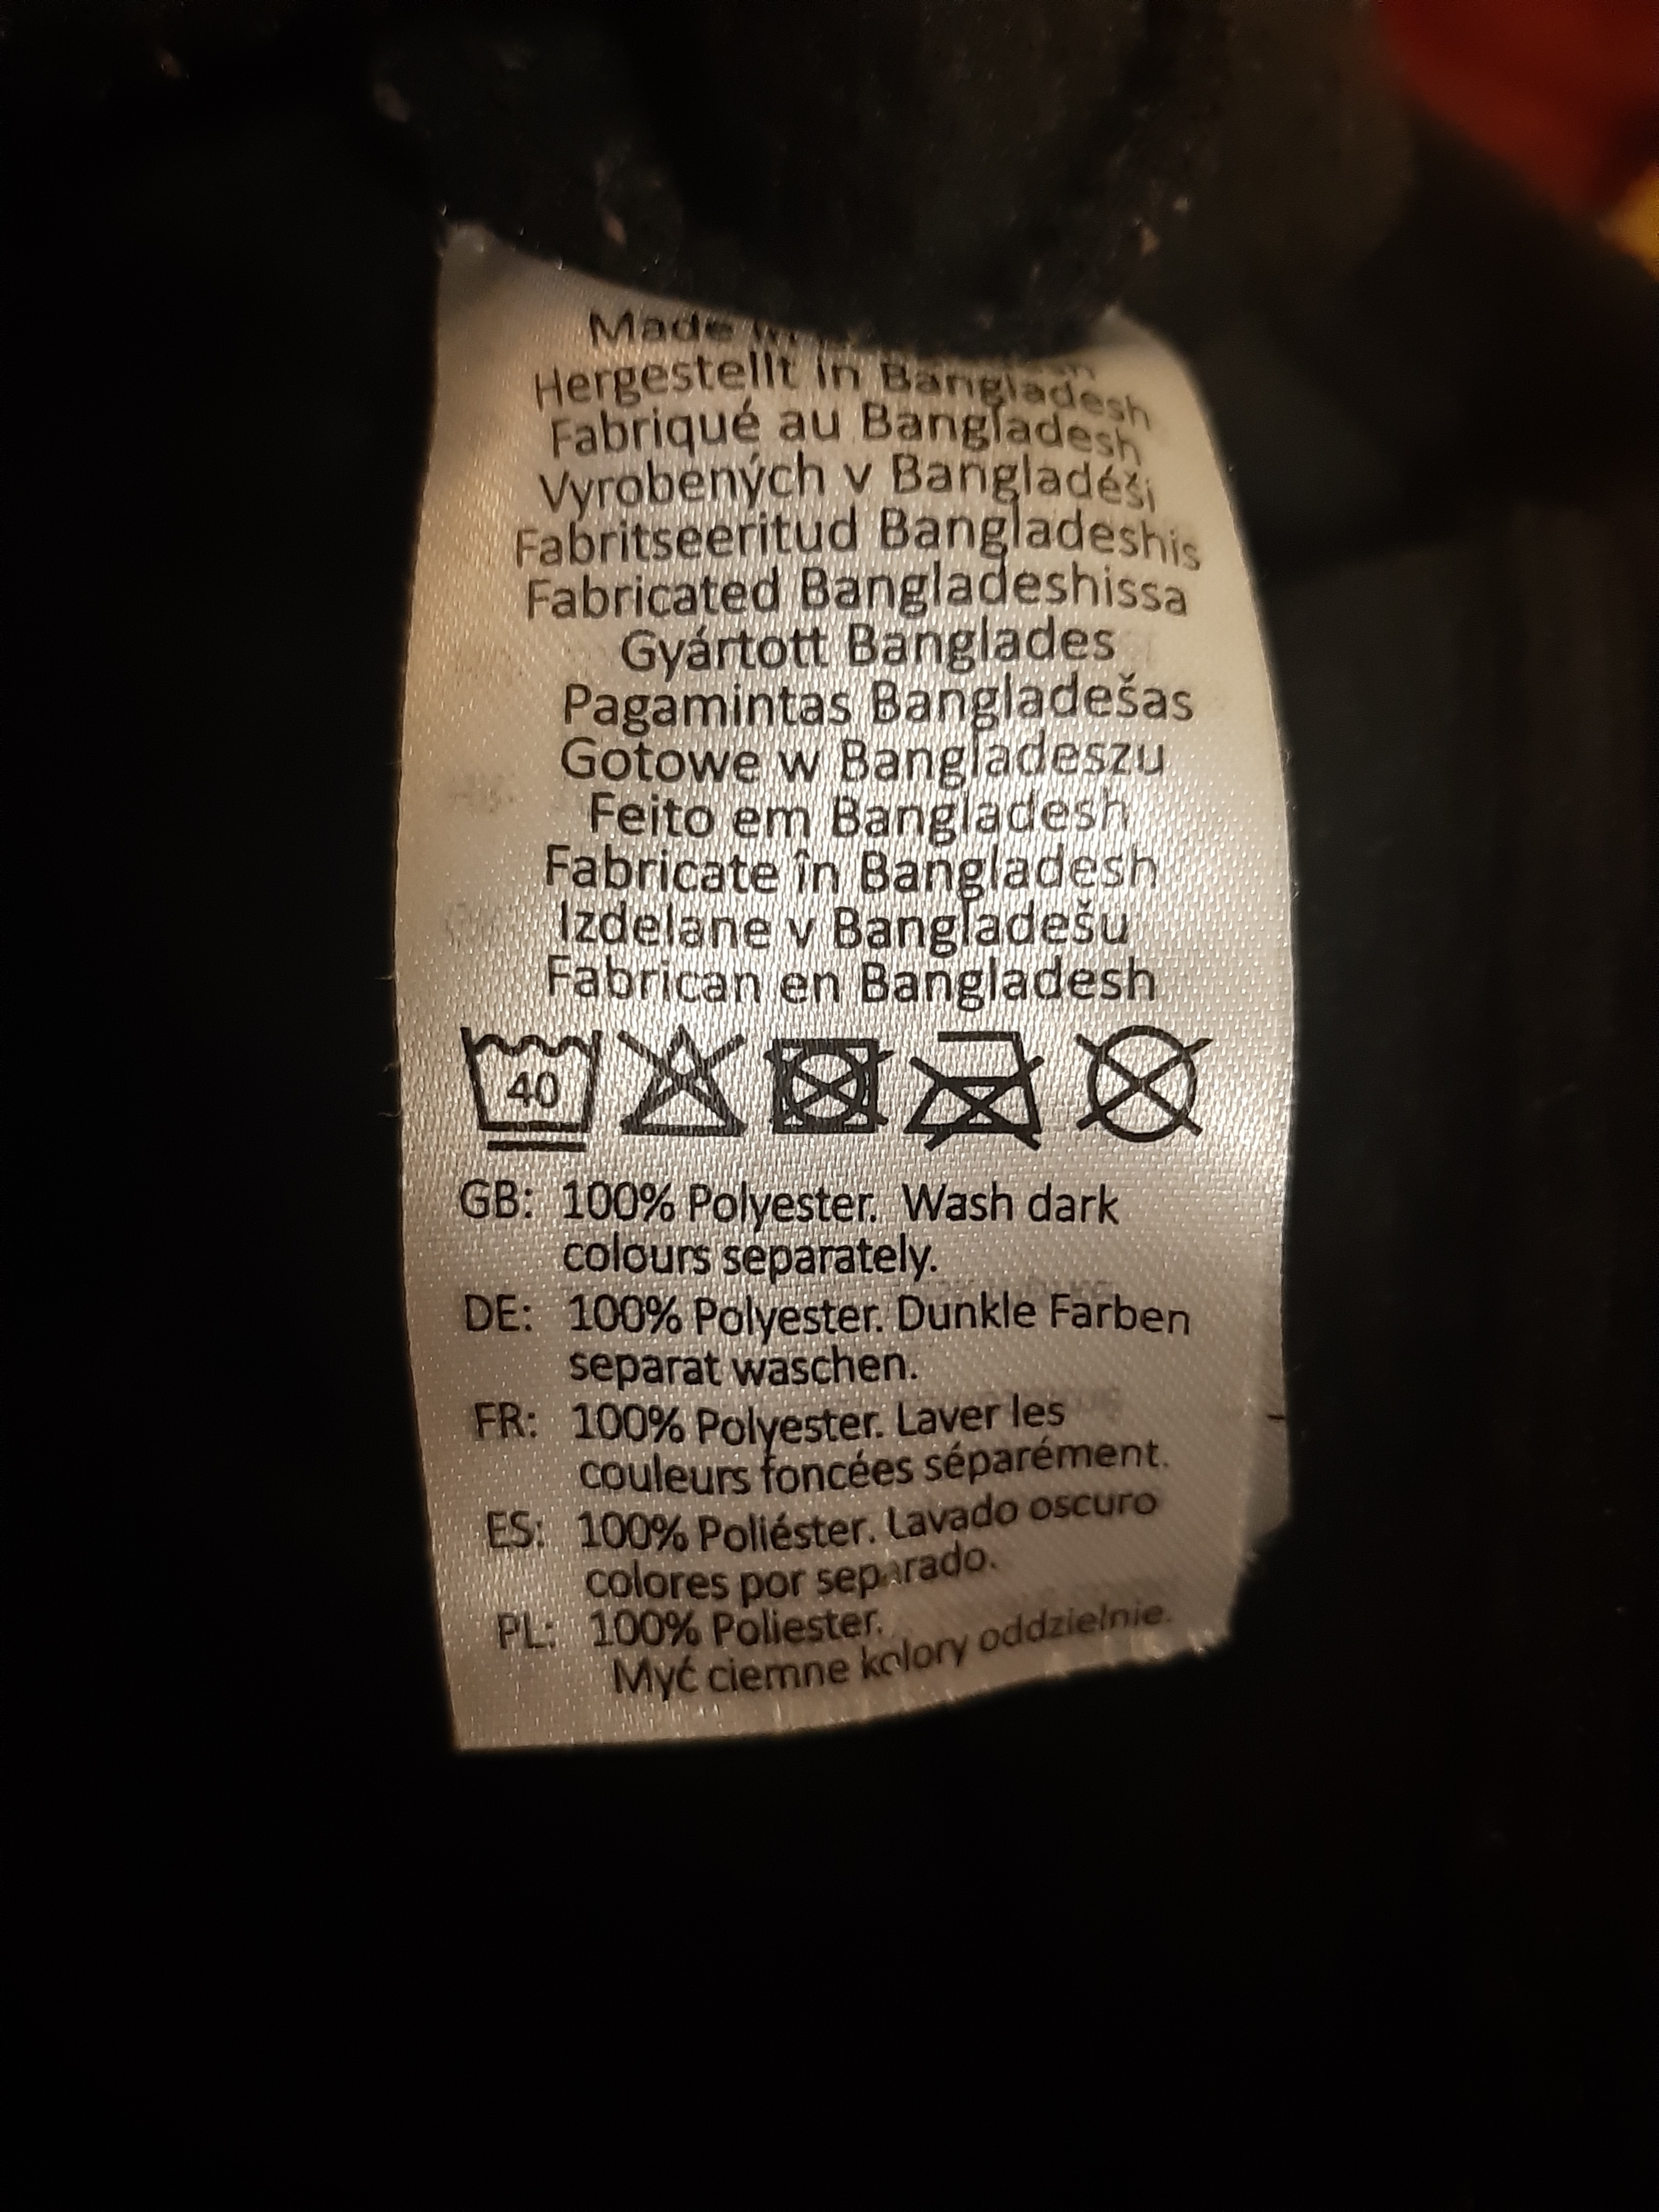 Made in
Hergestellt in Bangladesh
Fabriqué au Bangladesh
Vyrobených v Bangladéši
Fabritseeritud Bangladeshis
Fabricated Bangladeshissa
Gyártott Banglades
Pagamintas Bangladešas
Gotowe w Bangladeszu
Feito em Bangladesh
Fabricate în Bangladesh
Izdelane v Bangladešu
Fabrican en Bangladesh
40
GB: 100% Polyester. Wash dark
colours separately.
DE: 100% Polyester. Dunkle Farben
separat waschen.
FR: 100% Polyester. Laver les
couleurs foncées séparément.
ES: 100% Poliéster. Lavado oscuro
colores por separado.
PL: 100% Poliester.
Myć ciemne kolory oddzielnie.